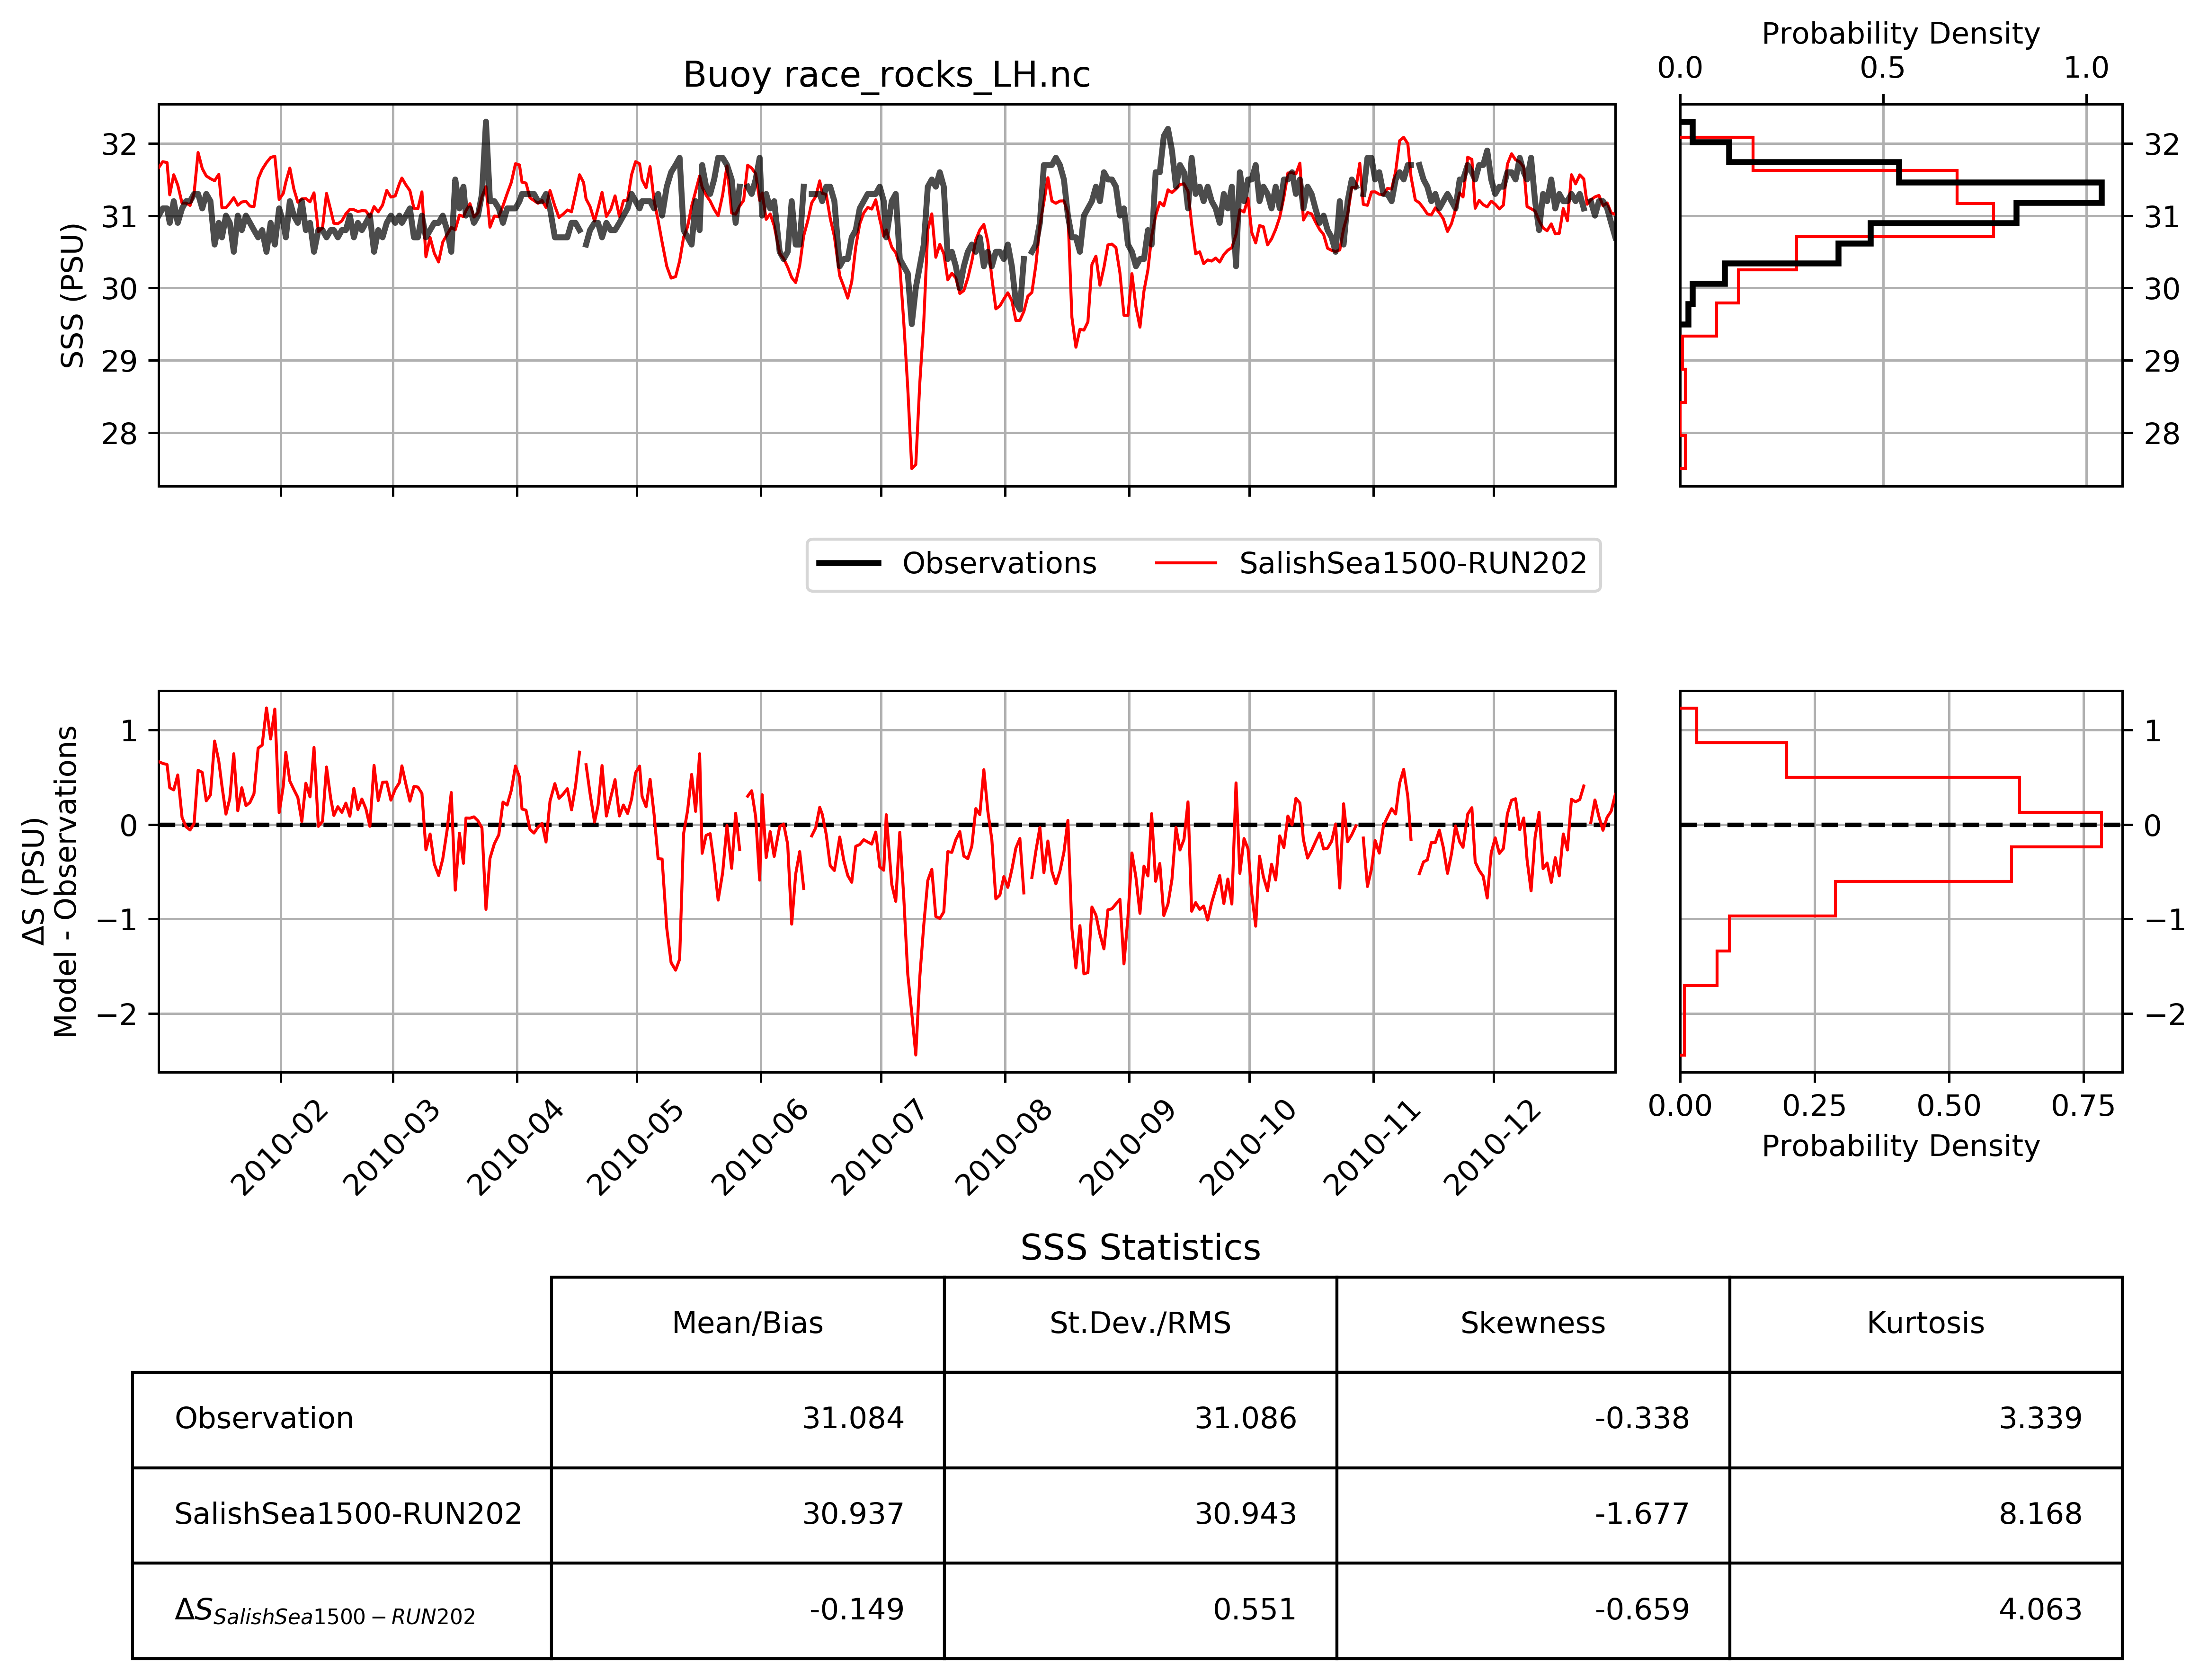 Probability Density
0.0 0.5 1.0
Buoy race_rocks_LH.nc
SSS (PSU)
32
31
30
29
28
32
31
30
29
28
Observations SalishSea1500-RUN202
ΔS (PSU)
Model - Observations
1
0
−1
−2
1
0
−1
−2
2010-02 2010-03 2010-04 2010-05 2010-06 2010-07 2010-08 2010-09 2010-10 2010-11 2010-12
0.00 0.25 0.50 0.75
Probability Density
SSS Statistics
Mean/Bias St.Dev./RMS Skewness Kurtosis
Observation 31.084 31.086 -0.338 3.339
SalishSea1500-RUN202 30.937 30.943 -1.677 8.168
ΔS SalishSea1500−RUN202 -0.149 0.551 -0.659 4.063